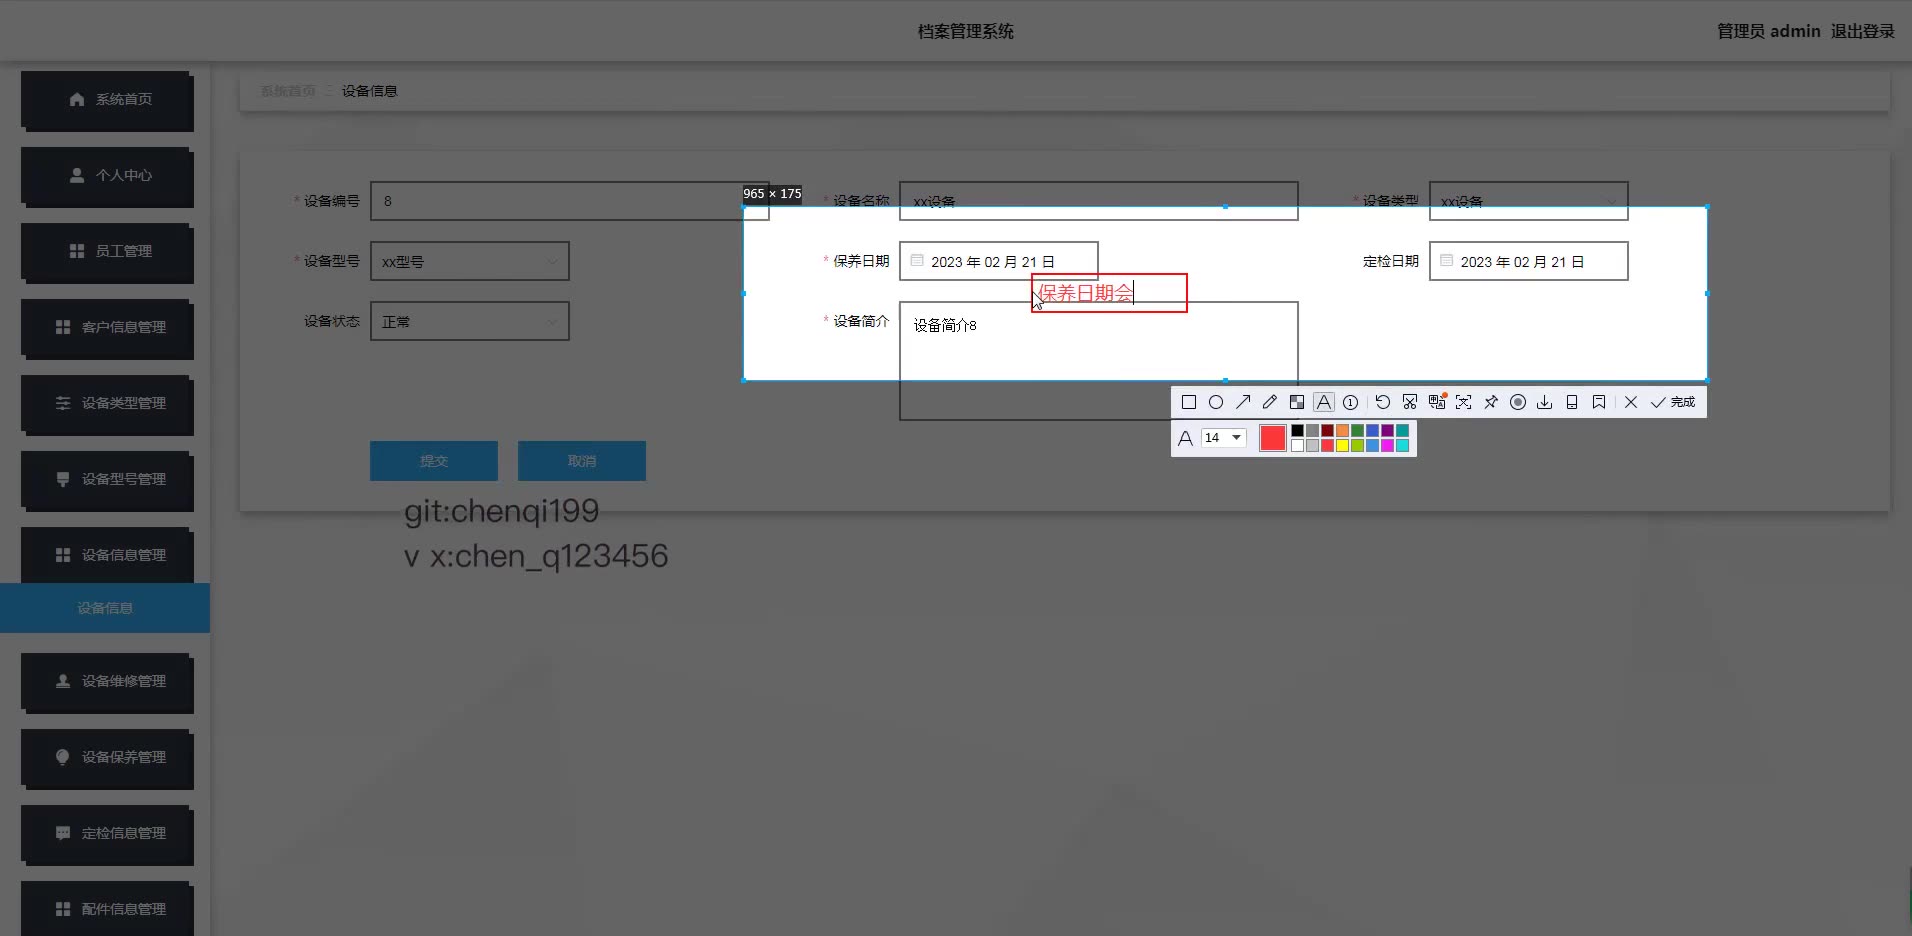 档案管理系统
管理员 admin 退出登录
系统首页
个人中心
员工管理
客户信息管理
设备类型管理
设备型号管理
设备信息管理
设备信息
设备维修管理
设备保养管理
定检信息管理
配件信息管理
系统首页 设备信息
965 × 175
* 设备编号 8 * 设备名称 xx设备 * 设备类型 xx设备
* 设备型号 xx型号 * 保养日期 2023 年 02 月 21 日 定检日期 2023 年 02 月 21 日
保养日期会
设备状态 正常 * 设备简介 设备简介8
完成
A 14
提交 取消
git:chenqi199
v x:chen_q123456